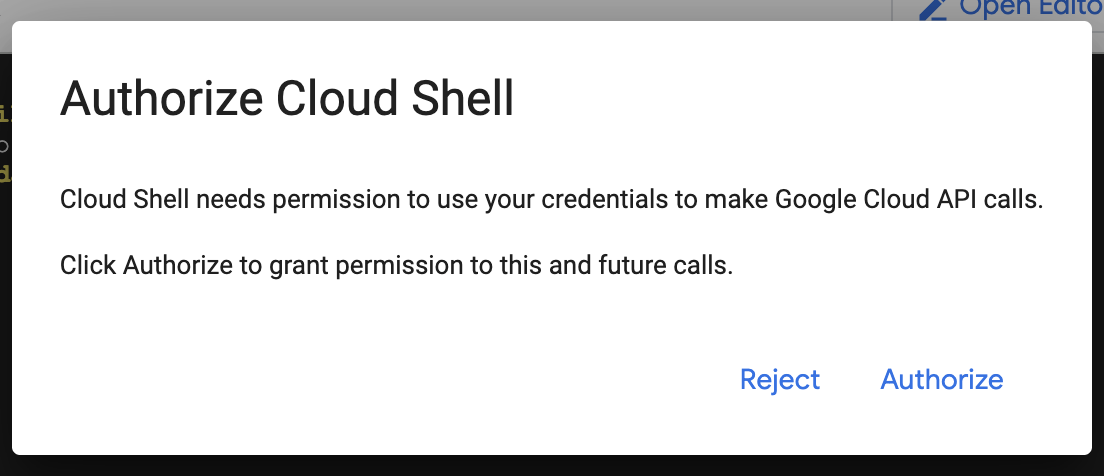 Open Edito
Authorize Cloud Shell
Cloud Shell needs permission to use your credentials to make Google Cloud API calls.
Click Authorize to grant permission to this and future calls.
Reject Authorize